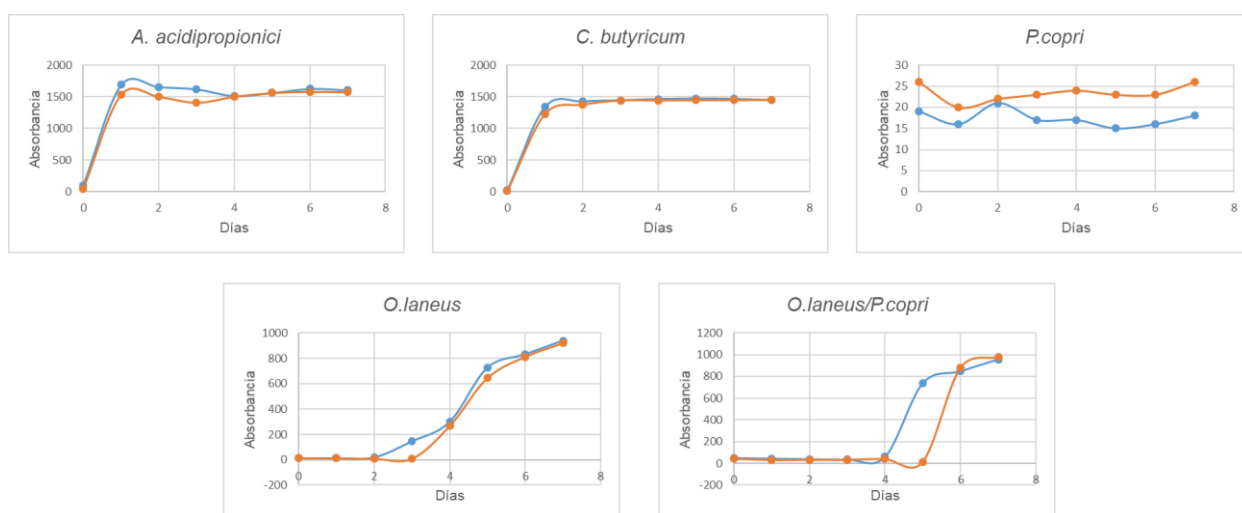 A. acidipropionici
Absorbancia
2000
1500
1000
500
0
0 2 4 6 8
Días
C. butyricum
Absorbancia
2000
1500
1000
500
0
0 2 4 6 8
Días
P.copri
Absorbancia
30
25
20
15
10
5
0
0 2 4 6 8
Días
O.laneus
Absorbancia
1000
800
600
400
200
0
-200
0 2 4 6 8
Días
O.laneus/P.copri
Absorbancia
1200
1000
800
600
400
200
0
-200
0 2 4 6 8
Días